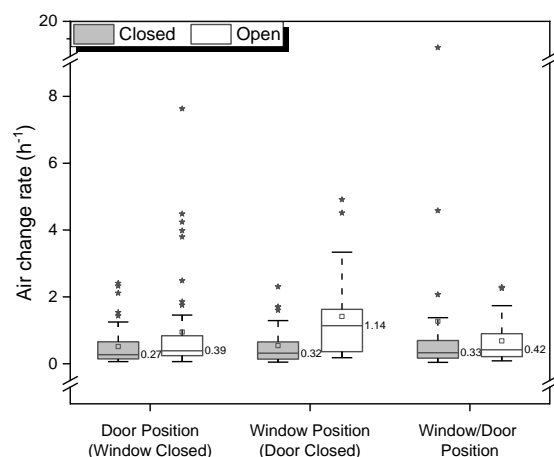 20
Closed Open
8
6
4
2
0
Air change rate (h⁻¹)
0.27 0.39 0.32 1.14 0.33 0.42
Door Position Window Position Window/Door
(Window Closed) (Door Closed) Position